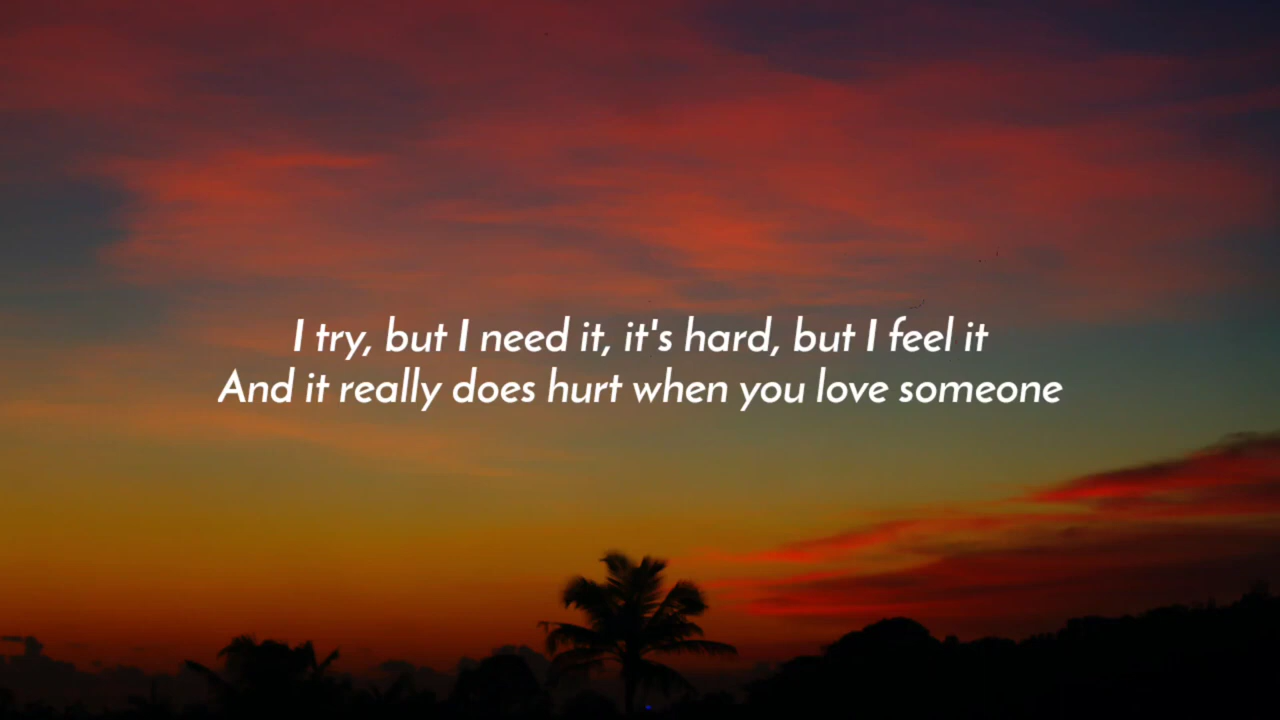 I try, but I need it, it's hard, but I feel it
And it really does hurt when you love someone